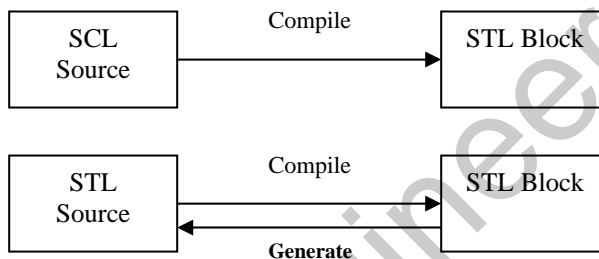 SCL
Source
Compile
STL Block
STL
Source
Compile
STL Block
Generate